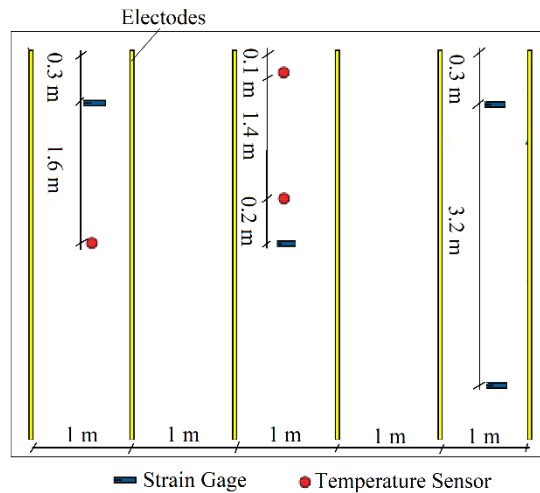 Electodes
0.3 m
1.6 m
0.1 m
1.4 m
0.2 m
0.3 m
3.2 m
1 m
1 m
1 m
1 m
1 m
Strain Gage
Temperature Sensor